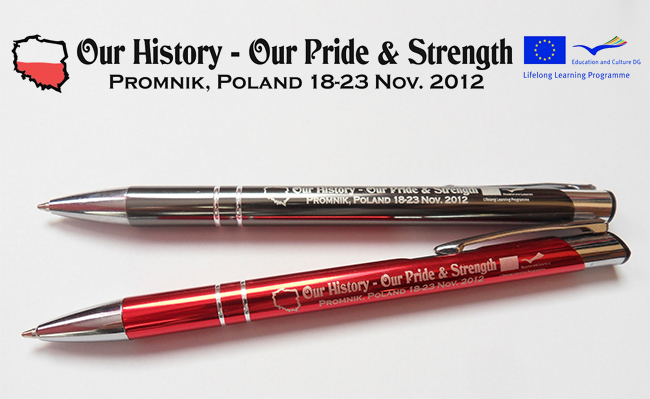 Our History - Our Pride & Strength
Promnik, Poland 18-23 Nov. 2012
Education and Culture DG
Lifelong Learning Programme
Our History - Our Pride & Strength
Promnik, Poland 18-23 Nov. 2012
Lifelong Learning Programme
Our History - Our Pride & Strength
Promnik, Poland 18-23 Nov. 2012